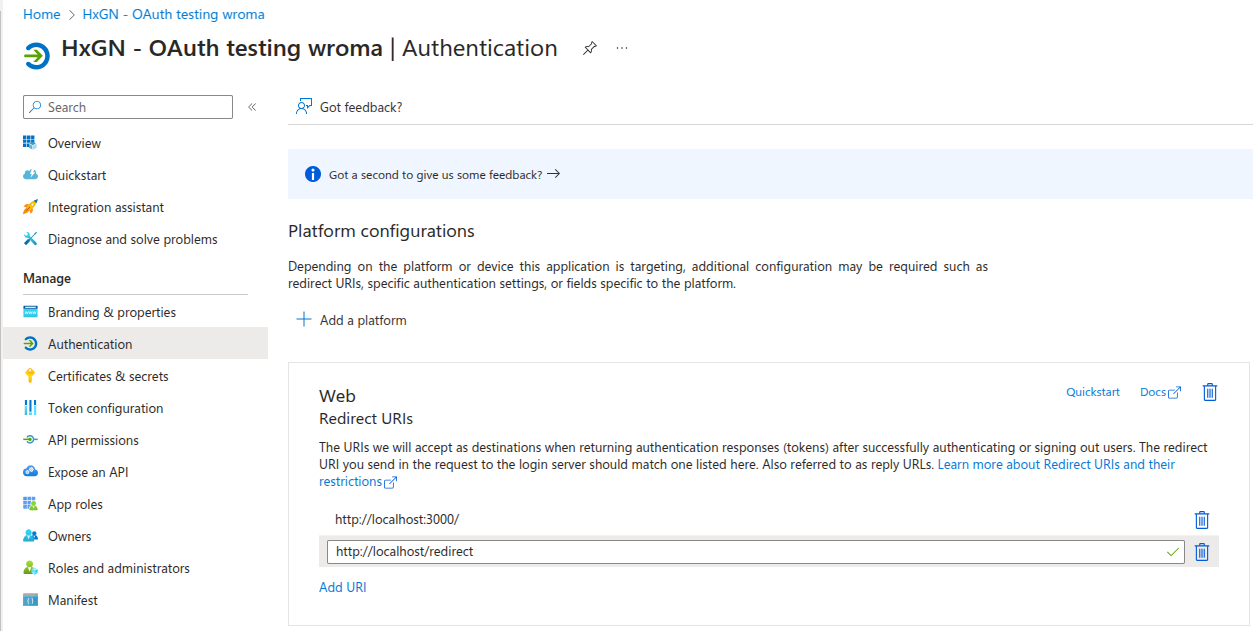 Home > HxGN - OAuth testing wroma
HxGN - OAuth testing wroma | Authentication
Search
Got feedback?
Overview
Quickstart
Integration assistant
Diagnose and solve problems
Manage
Branding & properties
Authentication
Certificates & secrets
Token configuration
API permissions
Expose an API
App roles
Owners
Roles and administrators
Manifest
Got a second to give us some feedback?
Platform configurations
Depending on the platform or device this application is targeting, additional configuration may be required such as
redirect URIs, specific authentication settings, or fields specific to the platform.
Add a platform
Web
Quickstart Docs
Redirect URIs
The URIs we will accept as destinations when returning authentication responses (tokens) after successfully authenticating or signing out users. The redirect
URI you send in the request to the login server should match one listed here. Also referred to as reply URLs. Learn more about Redirect URIs and their
restrictions
http://localhost:3000/
http://localhost/redirect
Add URI